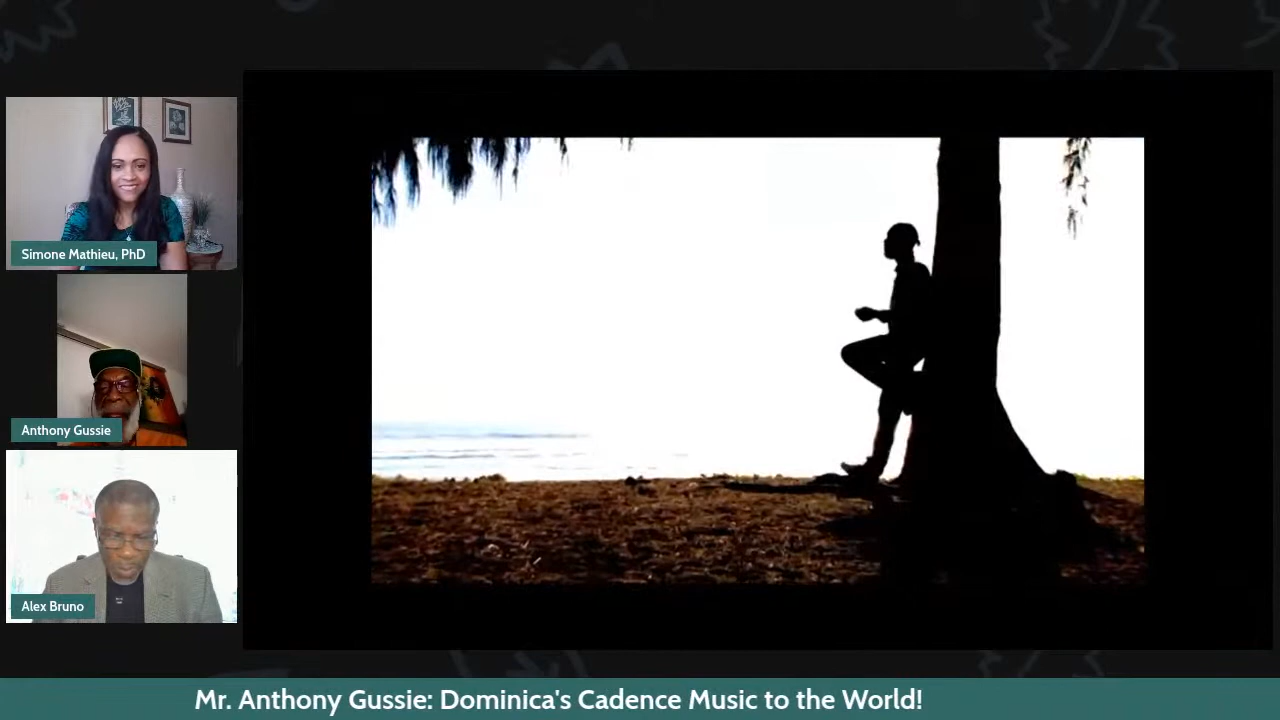 Simone Mathieu, PhD
Anthony Gussie
Alex Bruno
Mr. Anthony Gussie: Dominica's Cadence Music to the World!